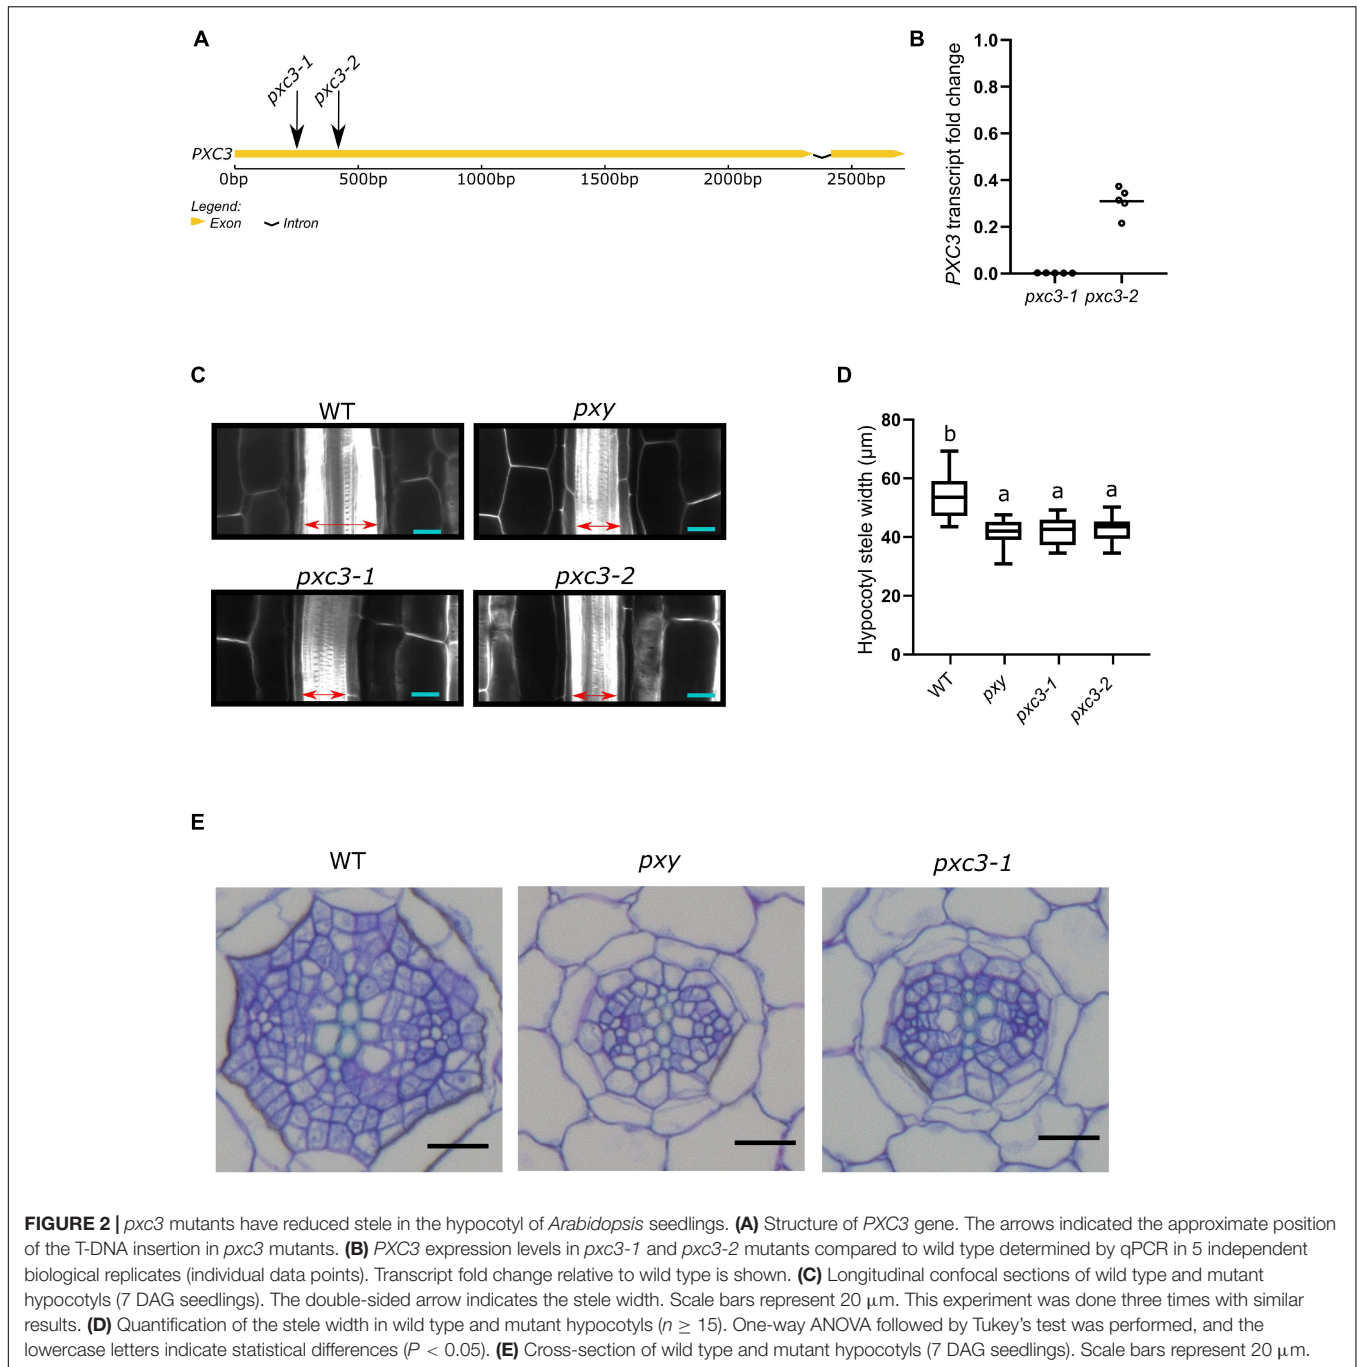 A
pxc3-1
pxc3-2
PXC3
0bp 500bp 1000bp 1500bp 2000bp 2500bp
Legend:
Exon Intron
B
PXC3 transcript fold change
1.0
0.8
0.6
0.4
0.2
0.0
pxc3-1 pxc3-2
C
WT pxy
pxc3-1 pxc3-2
D
Hypocotyl stele width (µm)
80
60
40
20
0
b a a a
WT pxy pxc3-1 pxc3-2
E
WT pxy pxc3-1
FIGURE 2 | pxc3 mutants have reduced stele in the hypocotyl of Arabidopsis seedlings. (A) Structure of PXC3 gene. The arrows indicated the approximate position
of the T-DNA insertion in pxc3 mutants. (B) PXC3 expression levels in pxc3-1 and pxc3-2 mutants compared to wild type determined by qPCR in 5 independent
biological replicates (individual data points). Transcript fold change relative to wild type is shown. (C) Longitudinal confocal sections of wild type and mutant
hypocotyls (7 DAG seedlings). The double-sided arrow indicates the stele width. Scale bars represent 20 µm. This experiment was done three times with similar
results. (D) Quantification of the stele width in wild type and mutant hypocotyls (n ≥ 15). One-way ANOVA followed by Tukey's test was performed, and the
lowercase letters indicate statistical differences (P < 0.05). (E) Cross-section of wild type and mutant hypocotyls (7 DAG seedlings). Scale bars represent 20 µm.